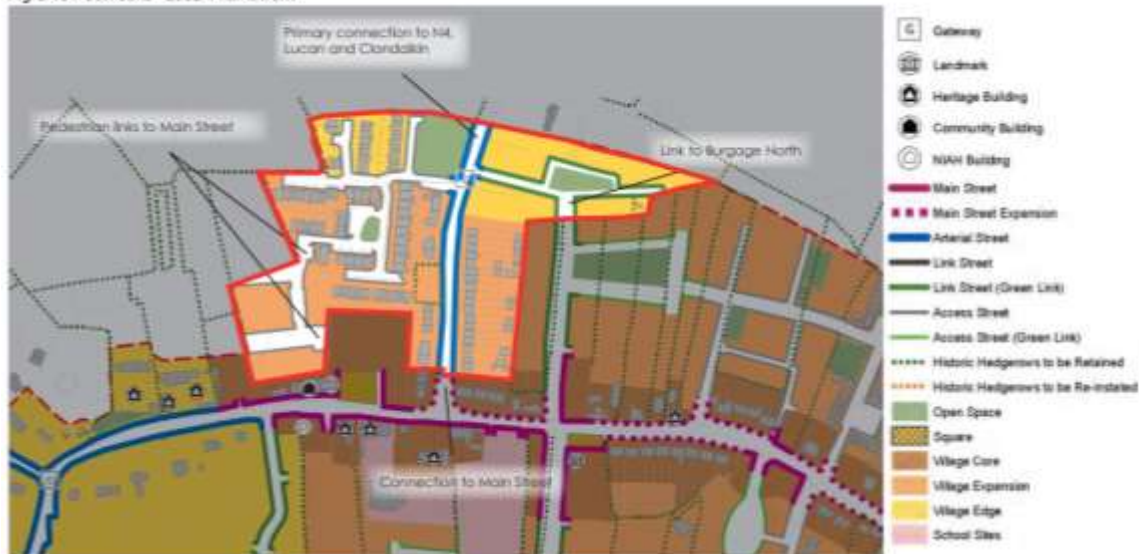 Primary connection to N4,
Lucan and Clondalkin
Pedestrian links to Main Street
Link to Burgage North
Connection to Main Street
G
Gateway
Landmark
Heritage Building
Community Building
NIAH Building
Main Street
Main Street Expansion
Arterial Street
Link Street
Link Street (Green Link)
Access Street
Access Street (Green Link)
Historic Hedgerows to be Retained
Historic Hedgerows to be Re-instated
Open Space
Square
Village Core
Village Expansion
Village Edge
School Sites